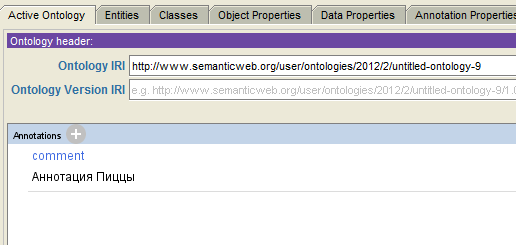 Active Ontology Entities Classes Object Properties Data Properties Annotation Properties
Ontology header:
Ontology IRI http://www.semanticweb.org/user/ontologies/2012/2/untitled-ontology-9
Ontology Version IRI e.g. http://www.semanticweb.org/user/ontologies/2012/2/untitled-ontology-9/1.0
Annotations
comment
Аннотация Пиццы